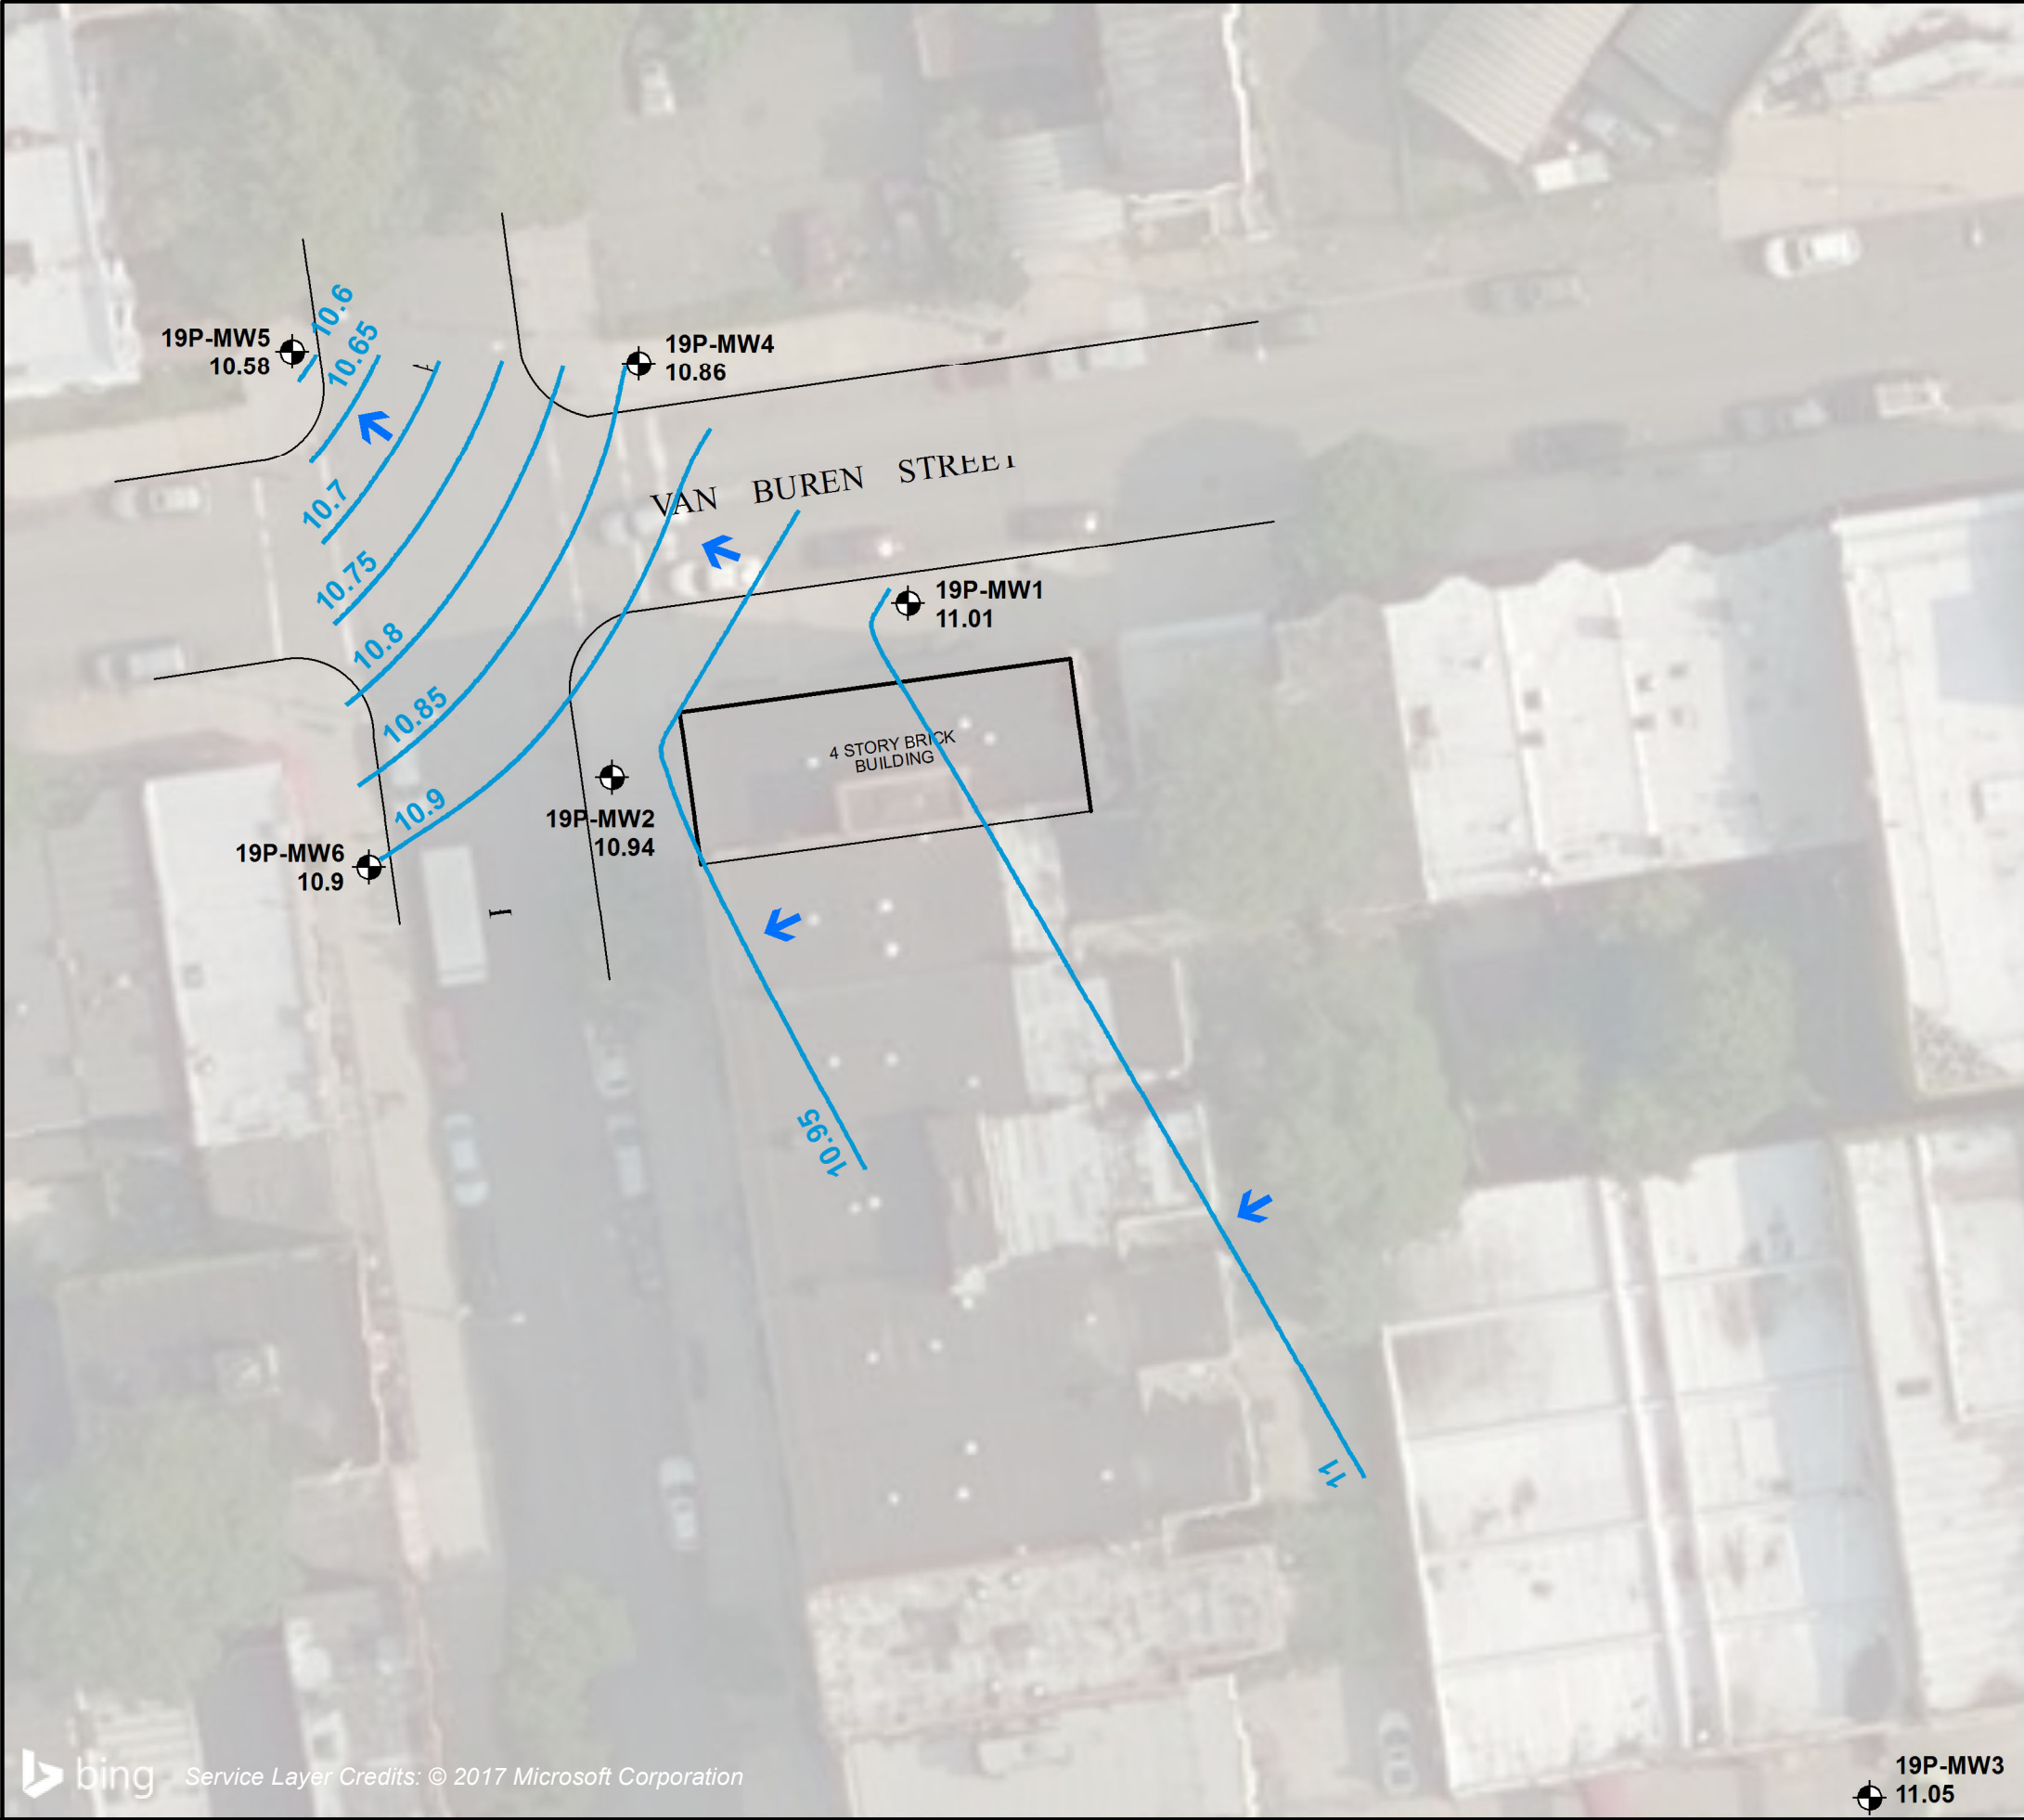 10.6
10.65
19P-MW5
10.58
19P-MW4
10.86
VAN BUREN STREET
10.7
10.75
19P-MW1
11.01
10.8
10.85
4 STORY BRICK
BUILDING
10.9
19P-MW2
10.94
19P-MW6
10.9
10.95
11
19P-MW3
11.05
bing Service Layer Credits: © 2017 Microsoft Corporation